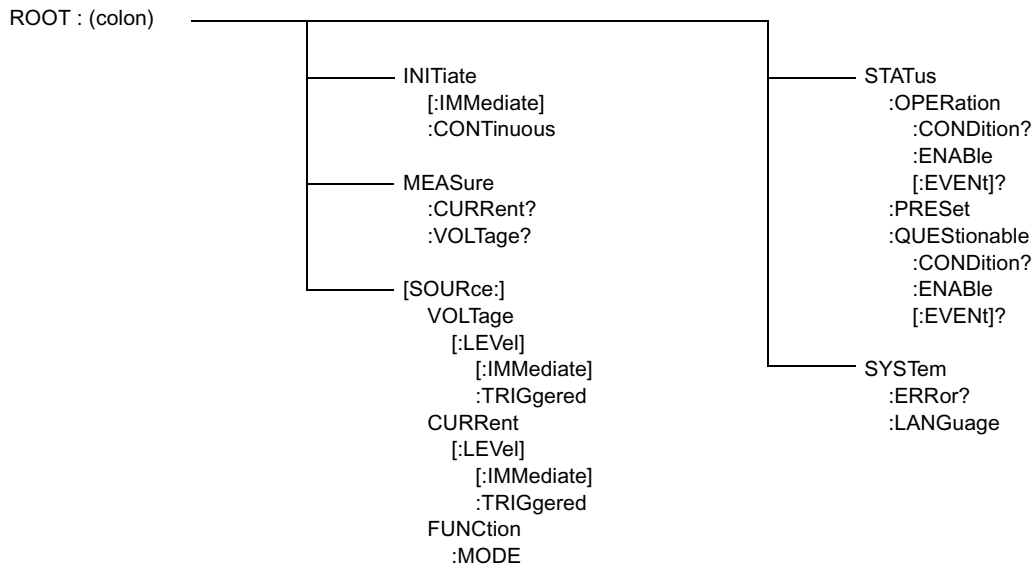 ROOT : (colon)
INITiate
[:IMMediate]
:CONTinuous
MEASure
:CURRent?
:VOLTage?
[SOURce:]
VOLTage
[:LEVel]
[:IMMediate]
:TRIGgered
CURRent
[:LEVel]
[:IMMediate]
:TRIGgered
FUNCtion
:MODE
STATus
:OPERation
:CONDition?
:ENABle
[:EVENt]?
:PRESet
:QUEStionable
:CONDition?
:ENABle
[:EVENt]?
SYSTem
:ERRor?
:LANGuage